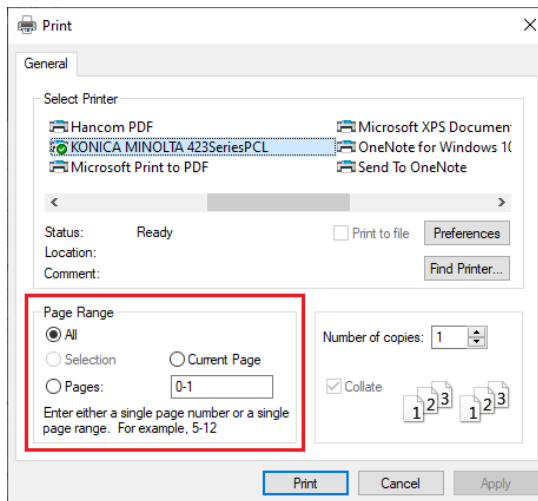 Print
General
Select Printer
Hancom PDF
KONICA MINOLTA 423SeriesPCL
Microsoft Print to PDF
Microsoft XPS Documen
OneNote for Windows 10
Send To OneNote
Status: Ready
Location:
Comment:
Print to file
Preferences
Find Printer...
Page Range
All
Selection
Current Page
Pages: 0-1
Enter either a single page number or a single
page range. For example, 5-12
Number of copies: 1
Collate
1 2 3 1 2 3
Print
Cancel
Apply